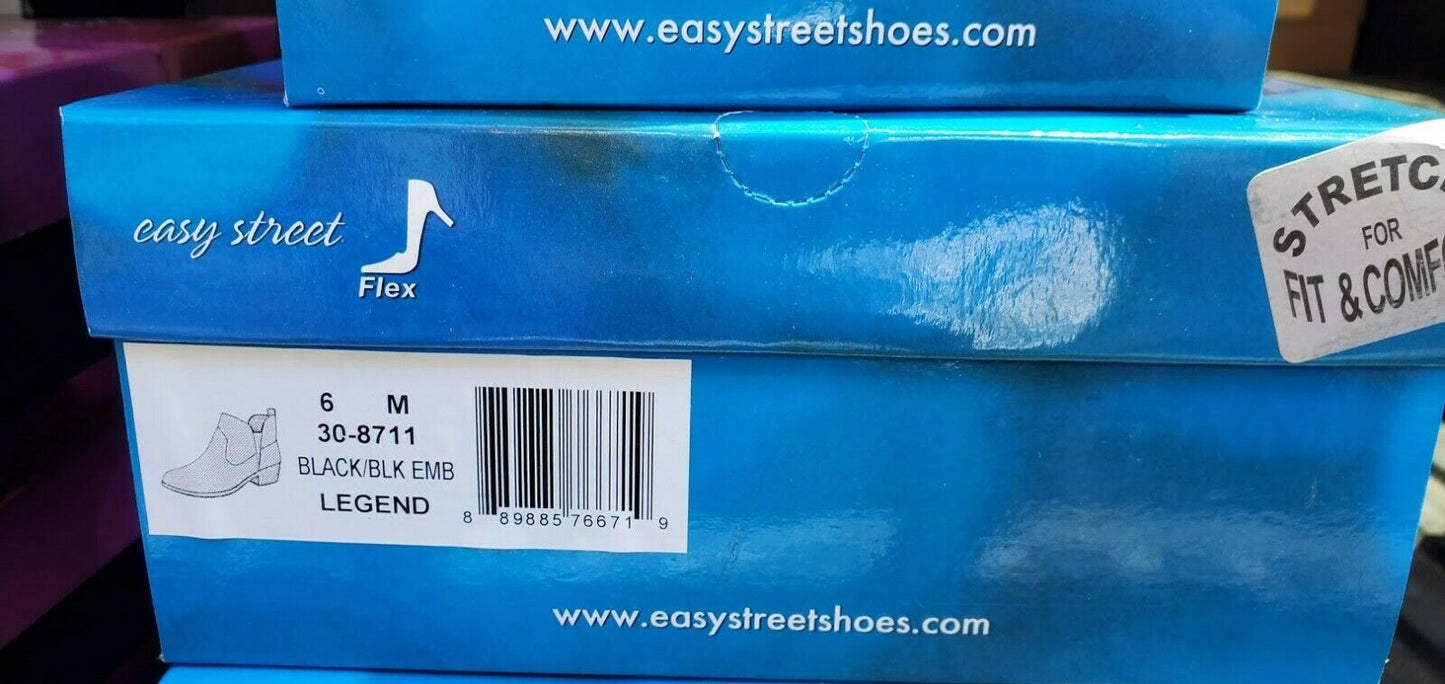 www.easystreetshoes.com
easy street
Flex
FOR
FIT &
6 M
30-8711
BLACK/BLK EMB
LEGEND
8 89885 76671 9
www.easystreetshoes.com